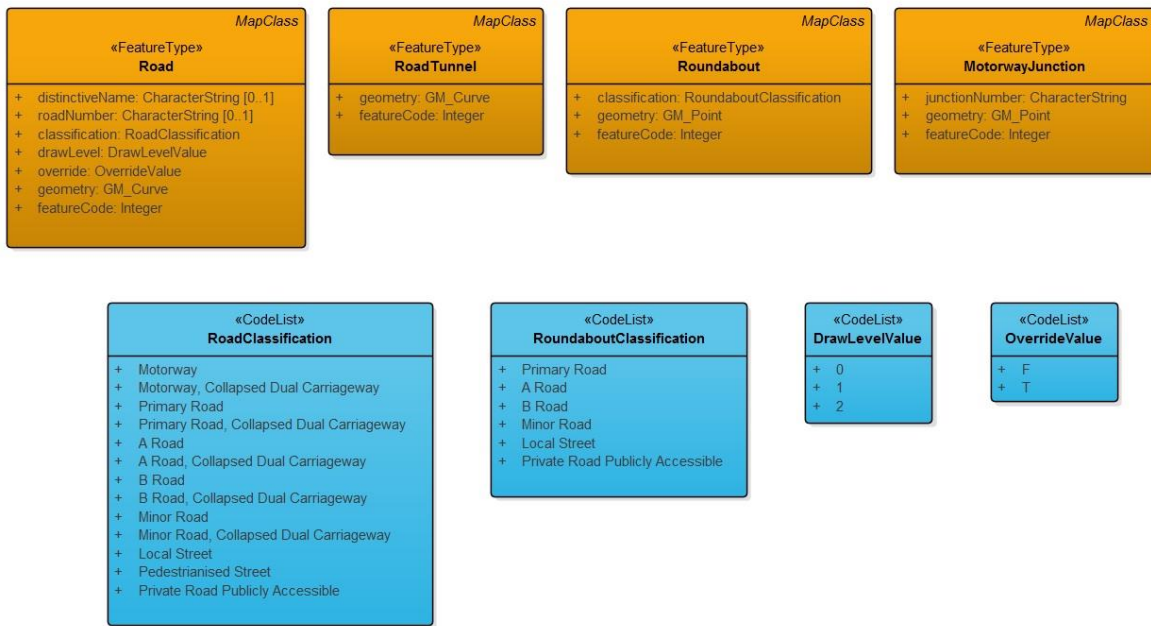 MapClass
«FeatureType»
Road
+ distinctiveName: CharacterString [0..1]
+ roadNumber: CharacterString [0..1]
+ classification: RoadClassification
+ drawLevel: DrawLevelValue
+ override: OverrideValue
+ geometry: GM_Curve
+ featureCode: Integer
MapClass
«FeatureType»
RoadTunnel
+ geometry: GM_Curve
+ featureCode: Integer
MapClass
«FeatureType»
Roundabout
+ classification: RoundaboutClassification
+ geometry: GM_Point
+ featureCode: Integer
MapClass
«FeatureType»
MotorwayJunction
+ junctionNumber: CharacterString
+ geometry: GM_Point
+ featureCode: Integer
«CodeList»
RoadClassification
+ Motorway
+ Motorway, Collapsed Dual Carriageway
+ Primary Road
+ Primary Road, Collapsed Dual Carriageway
+ A Road
+ A Road, Collapsed Dual Carriageway
+ B Road
+ B Road, Collapsed Dual Carriageway
+ Minor Road
+ Minor Road, Collapsed Dual Carriageway
+ Local Street
+ Pedestrianised Street
+ Private Road Publicly Accessible
«CodeList»
RoundaboutClassification
+ Primary Road
+ A Road
+ B Road
+ Minor Road
+ Local Street
+ Private Road Publicly Accessible
«CodeList»
DrawLevelValue
+ 0
+ 1
+ 2
«CodeList»
OverrideValue
+ F
+ T